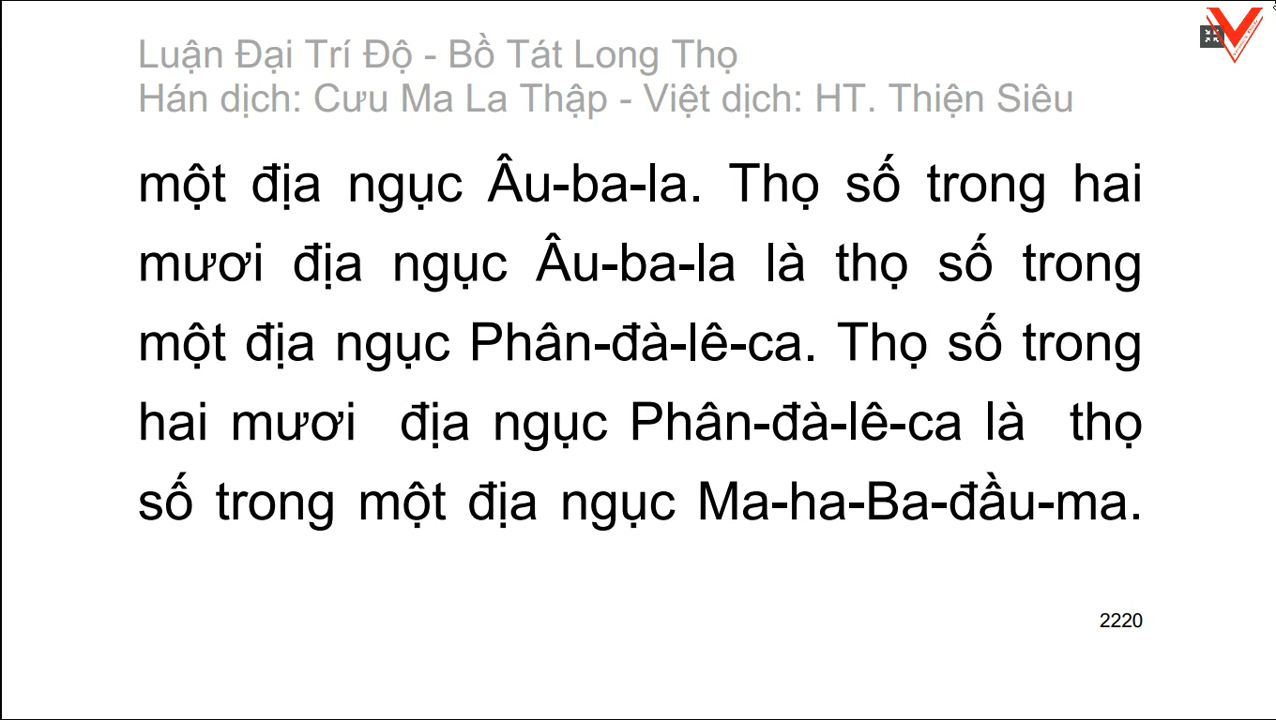 Luận Đại Trí Độ - Bồ Tát Long Thọ
Hán dịch: Cưu Ma La Thập - Việt dịch: HT. Thiện Siêu
một địa ngục Âu-ba-la. Thọ số trong hai
mươi địa ngục Âu-ba-la là thọ số trong
một địa ngục Phân-đà-lê-ca. Thọ số trong
hai mươi địa ngục Phân-đà-lê-ca là thọ
số trong một địa ngục Ma-ha-Ba-đầu-ma.
2220